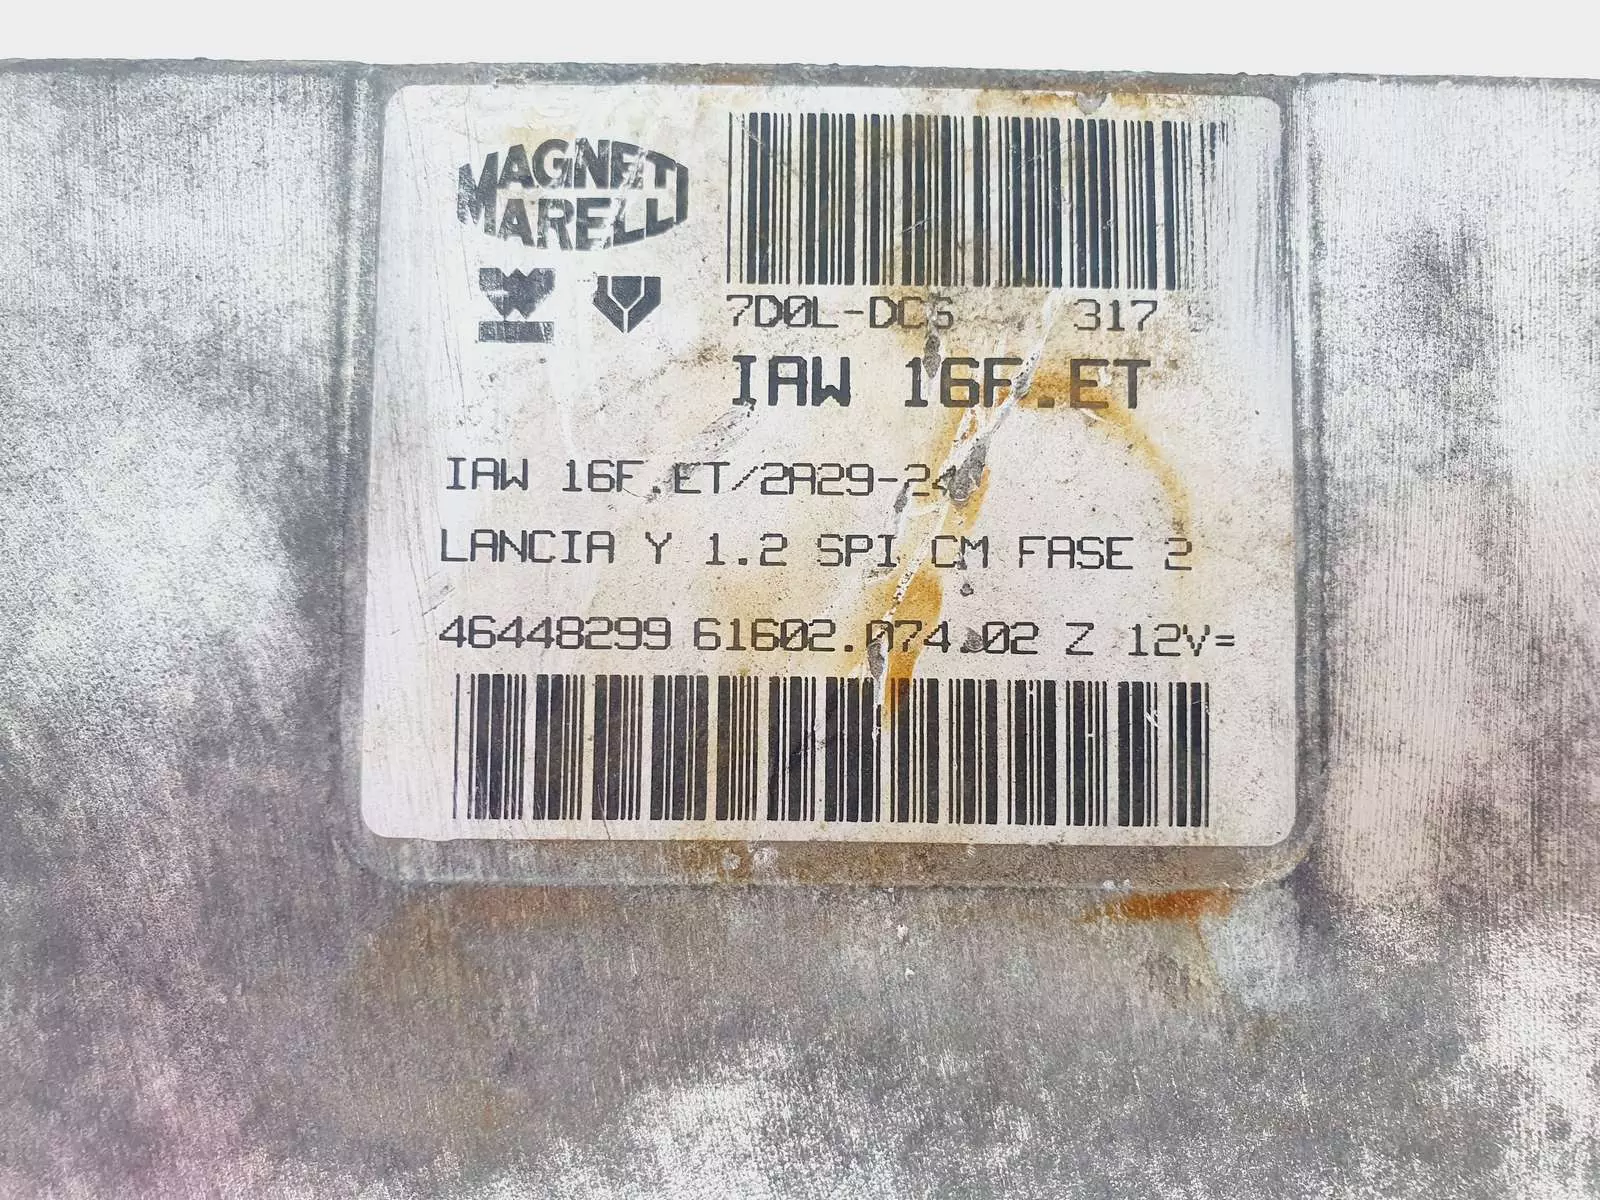 MAGNETI
MARELLI
7D0L-DC6 317
IAW 16F.ET
IAW 16F.ET/2A29-24
LANCIA Y 1.2 SPI CM FASE 2
46448299 61602.074.02 Z 12V=